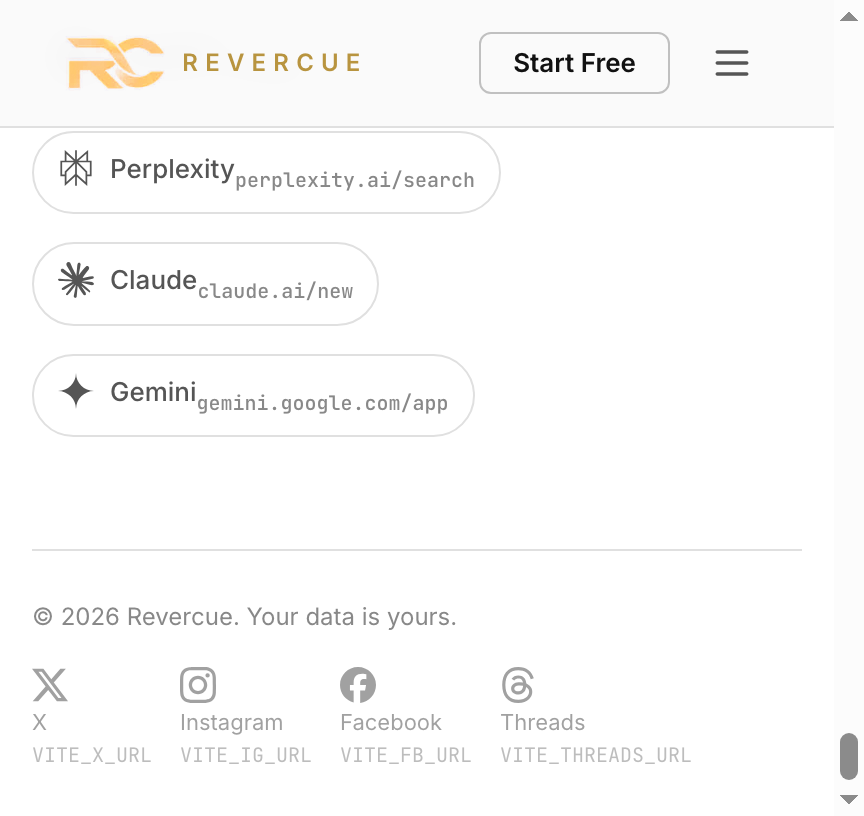 RC REVERCUE Start Free
Perplexity perplexity.ai/search
Claude claude.ai/new
Gemini gemini.google.com/app
© 2026 Revercue. Your data is yours.
X Instagram Facebook Threads
VITE_X_URL VITE_IG_URL VITE_FB_URL VITE_THREADS_URL